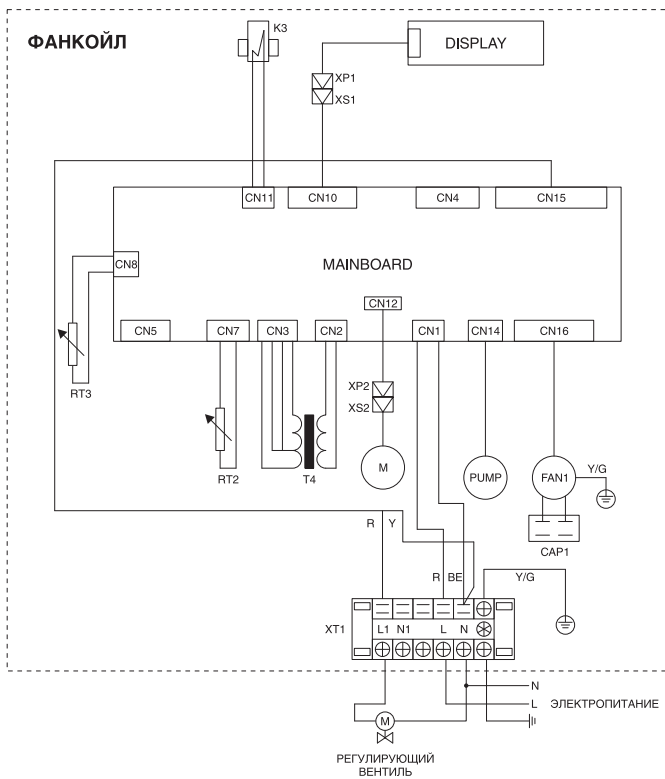 ФАНКОЙЛ
K3
DISPLAY
XP1
XS1
CN11
CN10
CN4
CN15
CN8
MAINBOARD
CN12
CN5
CN7
CN3
CN2
CN1
CN14
CN16
RT3
XP2
XS2
RT2
T4
M
PUMP
FAN1
Y/G
CAP1
R
Y
R
BE
Y/G
XT1
L1
N1
L
N
N
L
ЭЛЕКТРОПИТАНИЕ
M
РЕГУЛИРУЮЩИЙ
ВЕНТИЛЬ